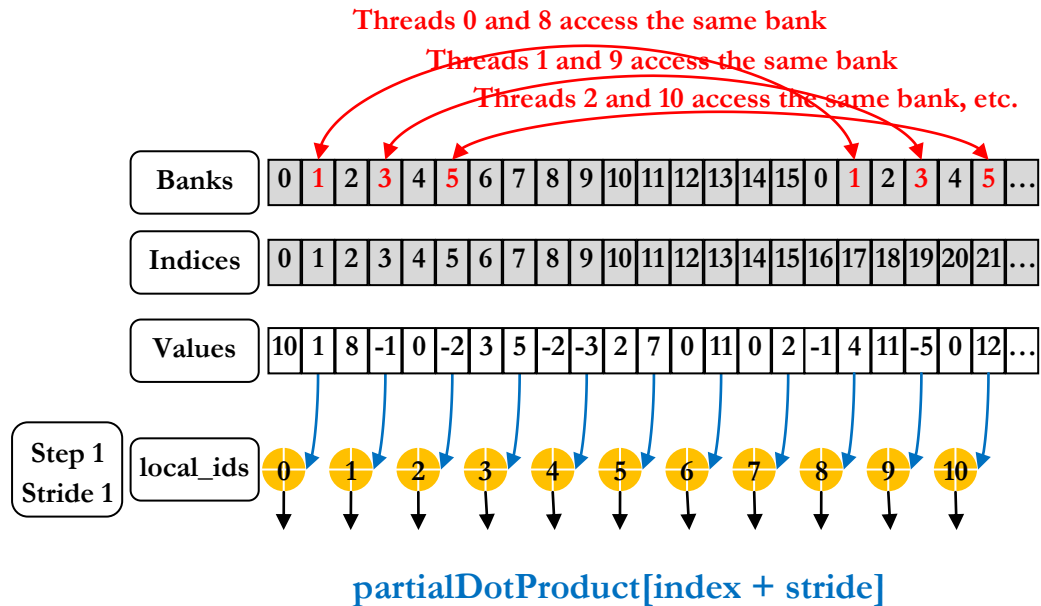 Threads 0 and 8 access the same bank
Threads 1 and 9 access the same bank
Threads 2 and 10 access the same bank, etc.
Banks 0 1 2 3 4 5 6 7 8 9 10 11 12 13 14 15 0 1 2 3 4 5 ...
Indices 0 1 2 3 4 5 6 7 8 9 10 11 12 13 14 15 16 17 18 19 20 21 ...
Values 10 1 8 -1 0 -2 3 5 -2 -3 2 7 0 11 0 2 -1 4 11 -5 0 12 ...
Step 1
Stride 1
local_ids 0 1 2 3 4 5 6 7 8 9 10
partialDotProduct[index + stride]